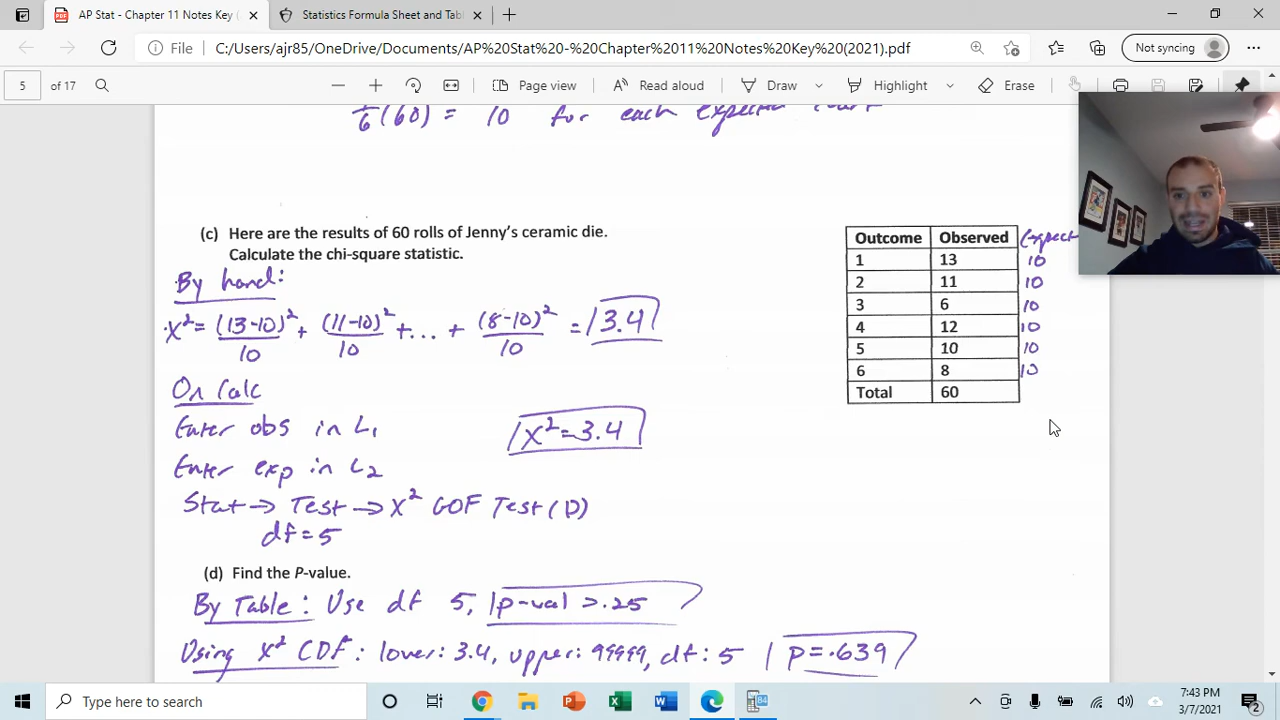 AP Stat - Chapter 11 Notes Key (
Statistics Formula Sheet and Tab
File
C:/Users/ajr85/OneDrive/Documents/AP%20Stat%20-%20Chapter%2011%20Notes%20Key%20(2021).pdf
Not syncing
5 of 17
Page view
Read aloud
Draw
Highlight
Erase
1/6 (60) = 10 for each expected count
(c) Here are the results of 60 rolls of Jenny's ceramic die.
Calculate the chi-square statistic.
By hand:
X² = (13-10)²/10 + (11-10)²/10 + ... + (8-10)²/10 = 3.4
On Calc
Enter obs in L1
X² = 3.4
Enter exp in L2
Stat → Test → X² GOF Test (D)
df = 5
Outcome Observed Expect
1 13 10
2 11 10
3 6 10
4 12 10
5 10 10
6 8 10
Total 60
(d) Find the P-value.
By Table: Use df 5, p-val > .25
Using X² CDF: lower: 3.4, upper: 99999, df: 5 p = .639
Type here to search
84
7:43 PM
3/7/2021
2